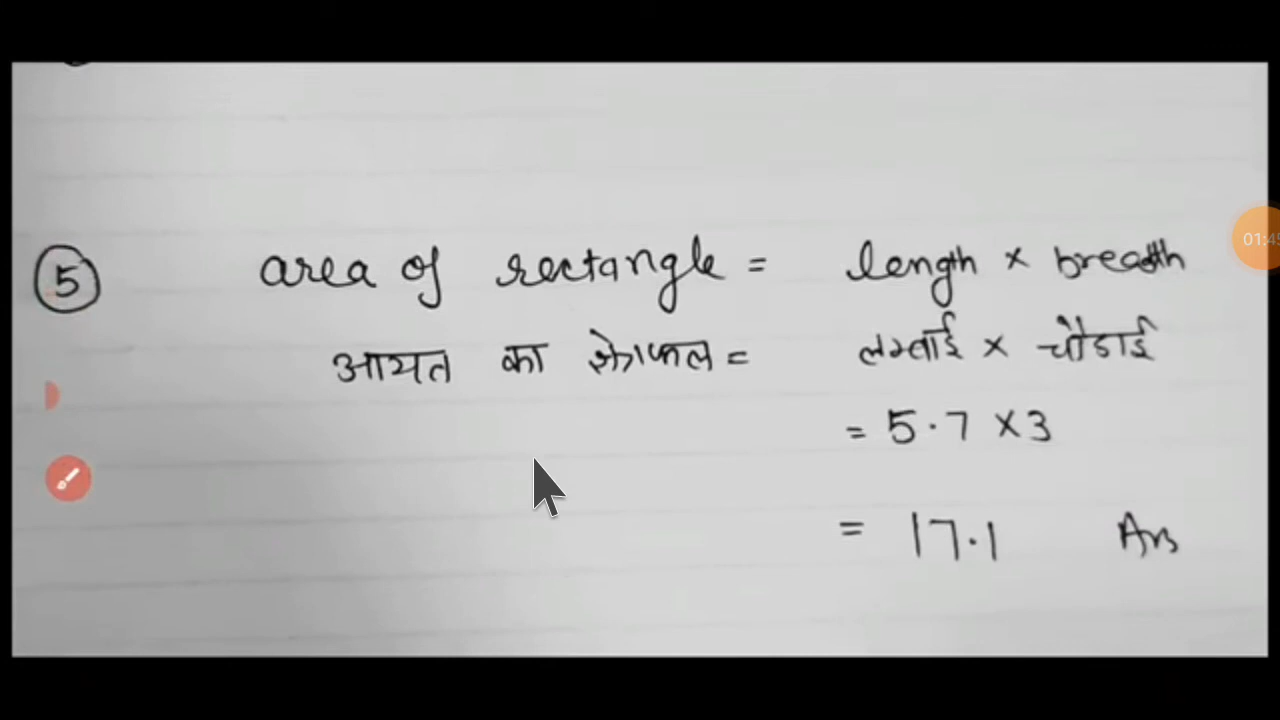 5 area of rectangle = length × breadth
आयत का क्षेत्रफल = लम्बाई × चौडाई
= 5.7 × 3
= 17.1 Ans